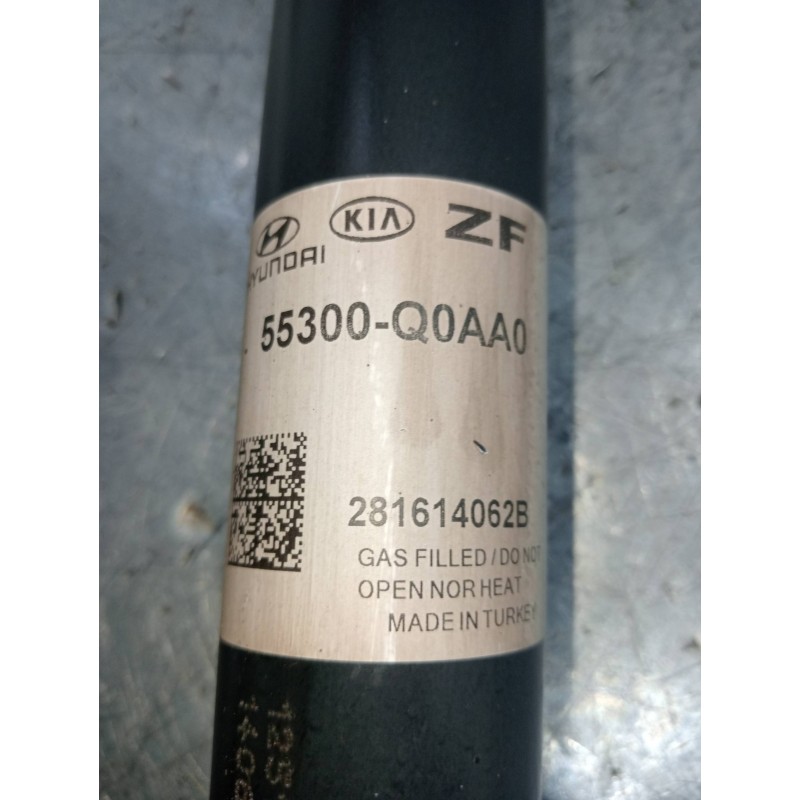 HYUNDAI KIA ZF
55300-Q0AA0
281614062B
GAS FILLED / DO NOT
OPEN NOR HEAT
MADE IN TURKEY